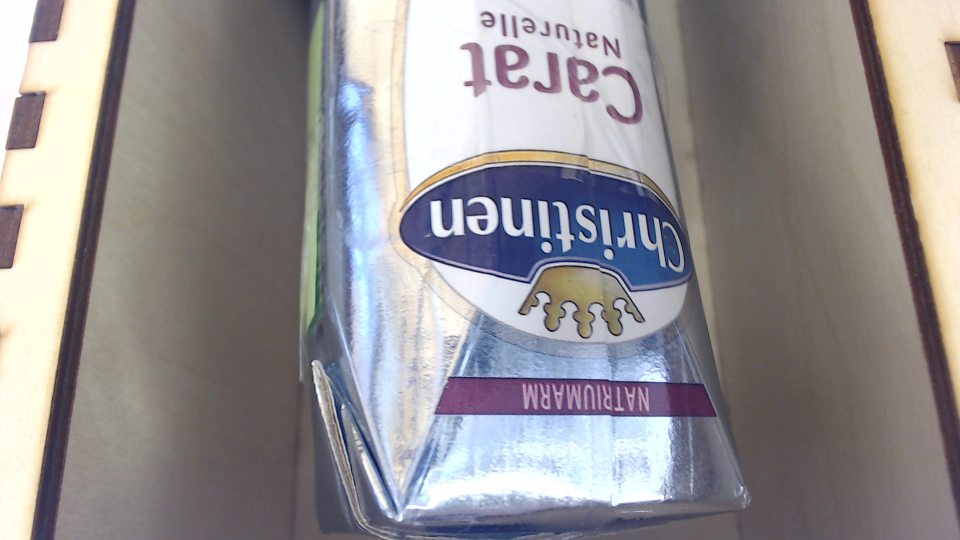 NATRIUMARM
Christinen
Carat
Naturelle